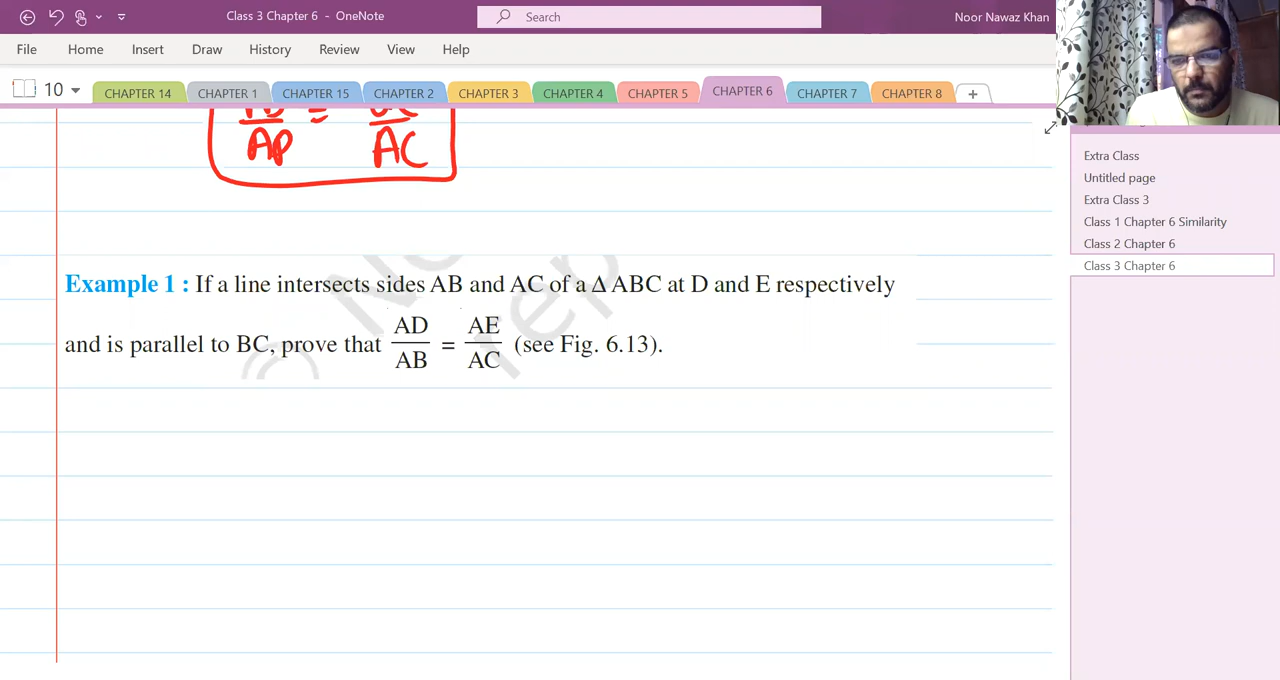 Class 3 Chapter 6 - OneNote
Search
Noor Nawaz Khan
File Home Insert Draw History Review View Help
10 CHAPTER 14 CHAPTER 1 CHAPTER 15 CHAPTER 2 CHAPTER 3 CHAPTER 4 CHAPTER 5 CHAPTER 6 CHAPTER 7 CHAPTER 8 +
Extra Class
Untitled page
Extra Class 3
Class 1 Chapter 6 Similarity
Class 2 Chapter 6
Class 3 Chapter 6
= 
AP AC
Example 1 : If a line intersects sides AB and AC of a Δ ABC at D and E respectively
and is parallel to BC, prove that AD/AB = AE/AC (see Fig. 6.13).